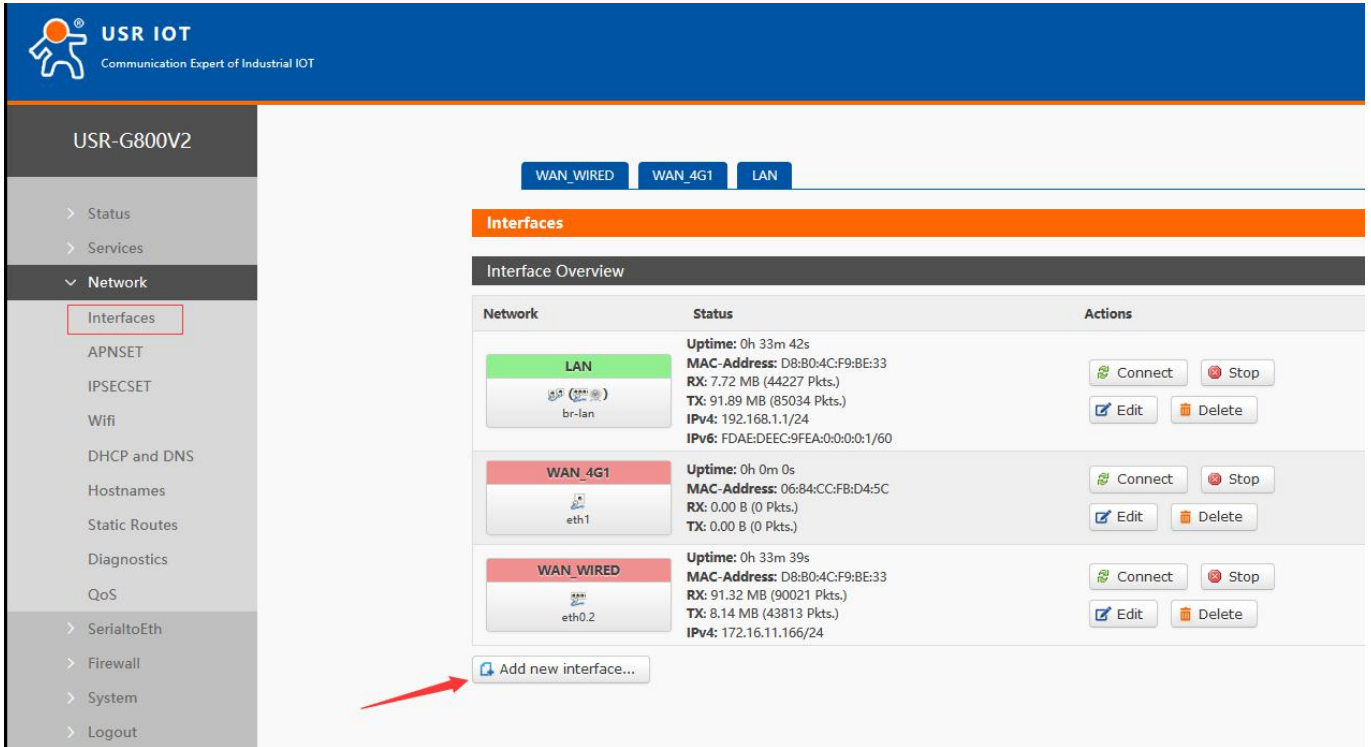 USR IOT
Communication Expert of Industrial IOT
USR-G800V2
Status
Services
Network
Interfaces
APNSET
IPSECSET
Wifi
DHCP and DNS
Hostnames
Static Routes
Diagnostics
QoS
SerialtoEth
Firewall
System
Logout
WAN_WIRED WAN_4G1 LAN
Interfaces
Interface Overview
Network Status Actions
LAN
br-lan
Uptime: 0h 33m 42s
MAC-Address: D8:B0:4C:F9:BE:33
RX: 7.72 MB (44227 Pkts.)
TX: 91.89 MB (85034 Pkts.)
IPv4: 192.168.1.1/24
IPv6: FDAE:DEEC:9FEA:0:0:0:0:1/60
Connect Stop
Edit Delete
WAN_4G1
eth1
Uptime: 0h 0m 0s
MAC-Address: 06:84:CC:FB:D4:5C
RX: 0.00 B (0 Pkts.)
TX: 0.00 B (0 Pkts.)
Connect Stop
Edit Delete
WAN_WIRED
eth0.2
Uptime: 0h 33m 39s
MAC-Address: D8:B0:4C:F9:BE:33
RX: 91.32 MB (90021 Pkts.)
TX: 8.14 MB (43813 Pkts.)
IPv4: 172.16.11.166/24
Connect Stop
Edit Delete
Add new interface...